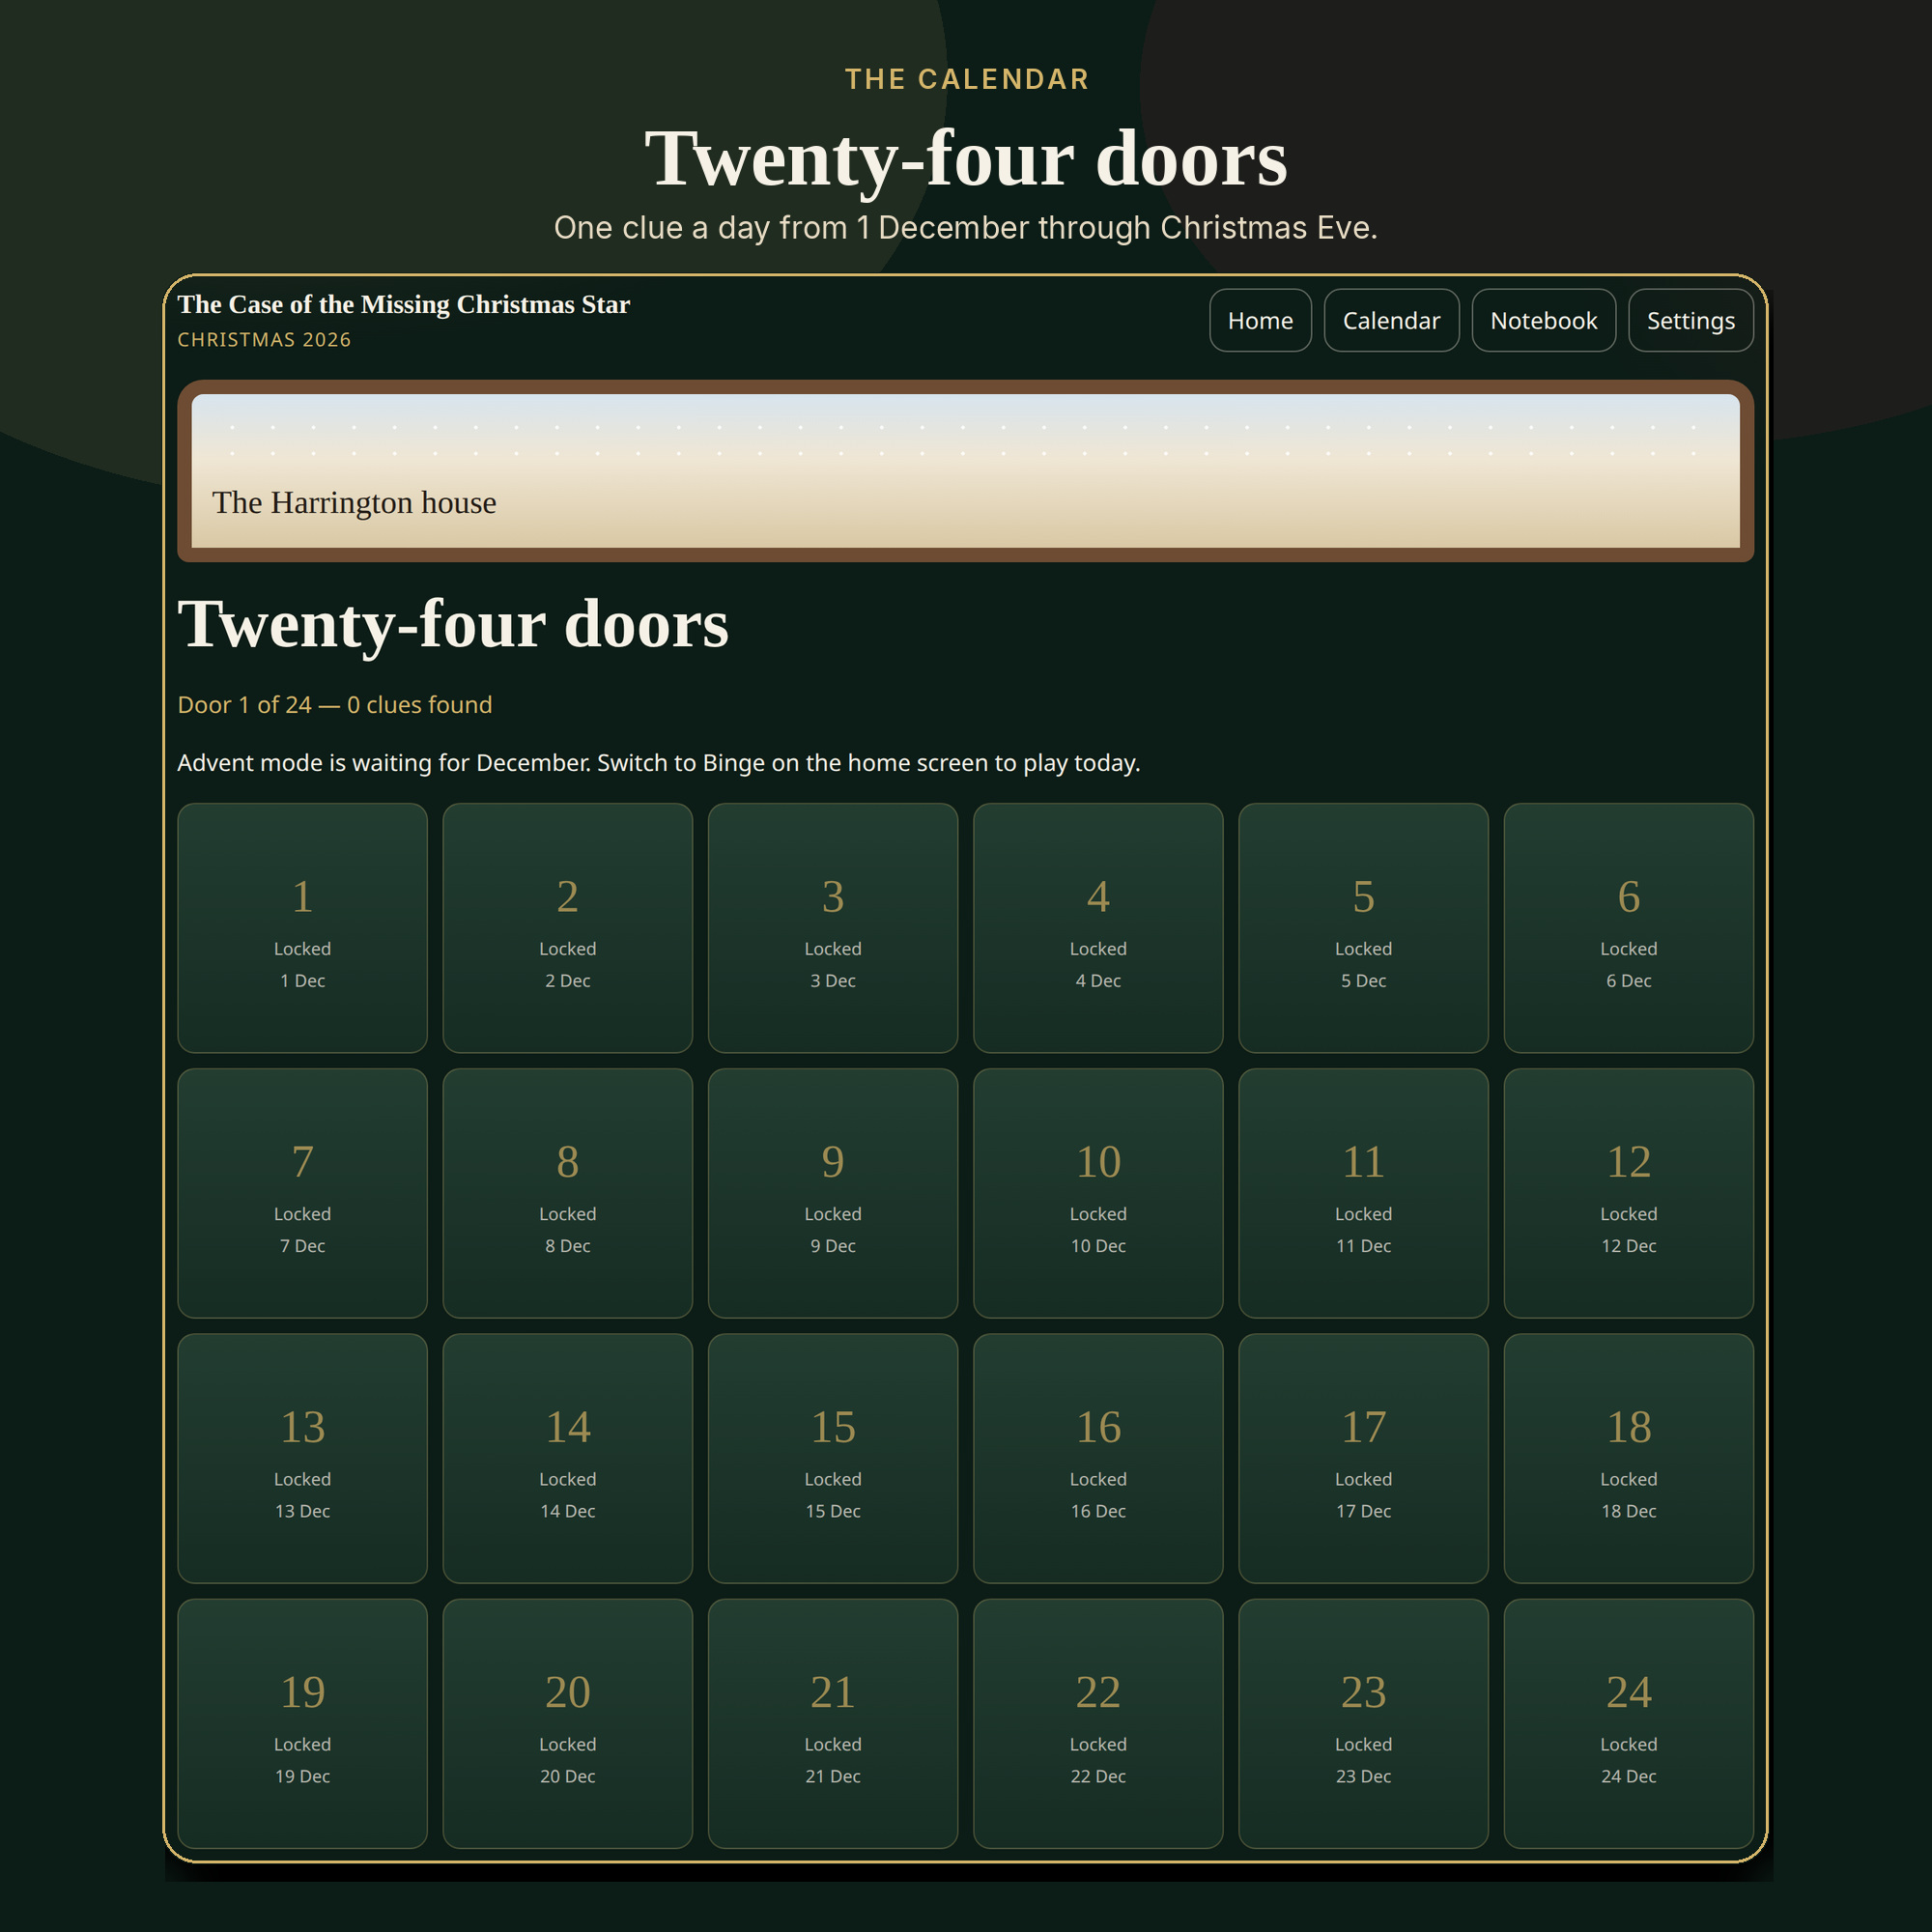 THE CALENDAR
Twenty-four doors
One clue a day from 1 December through Christmas Eve.
The Case of the Missing Christmas Star
CHRISTMAS 2026
Home Calendar Notebook Settings
The Harrington house
Twenty-four doors
Door 1 of 24 — 0 clues found
Advent mode is waiting for December. Switch to Binge on the home screen to play today.
1 2 3 4 5 6
Locked Locked Locked Locked Locked Locked
1 Dec 2 Dec 3 Dec 4 Dec 5 Dec 6 Dec
7 8 9 10 11 12
Locked Locked Locked Locked Locked Locked
7 Dec 8 Dec 9 Dec 10 Dec 11 Dec 12 Dec
13 14 15 16 17 18
Locked Locked Locked Locked Locked Locked
13 Dec 14 Dec 15 Dec 16 Dec 17 Dec 18 Dec
19 20 21 22 23 24
Locked Locked Locked Locked Locked Locked
19 Dec 20 Dec 21 Dec 22 Dec 23 Dec 24 Dec